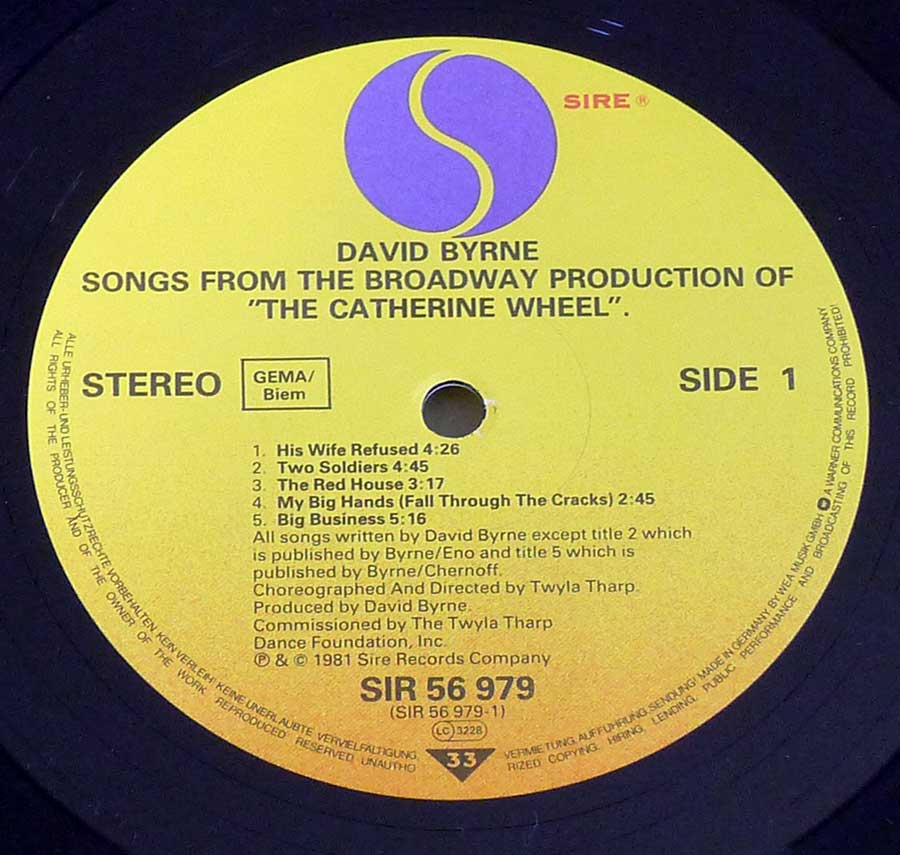 SIRE ®
DAVID BYRNE
SONGS FROM THE BROADWAY PRODUCTION OF
"THE CATHERINE WHEEL".
STEREO
GEMA/
Biem
SIDE 1
1. His Wife Refused 4:26
2. Two Soldiers 4:45
3. The Red House 3:17
4. My Big Hands (Fall Through The Cracks) 2:45
5. Big Business 5:16
All songs written by David Byrne except title 2 which
is published by Byrne/Eno and title 5 which is
published by Byrne/Chernoff.
Choreographed And Directed by Twyla Tharp.
Produced by David Byrne.
Commissioned by The Twyla Tharp
Dance Foundation, Inc.
℗ & © 1981 Sire Records Company
SIR 56 979
(SIR 56 979-1)
LC 3228
33
ALLE URHEBER- UND LEISTUNGSSCHUTZRECHTE VORBEHALTEN. KEIN VERLEIH! KEINE UNERLAUBTE VERVIELFÄLTIGUNG,
VERMIETUNG, AUFFÜHRUNG, SENDUNG! MADE IN GERMANY BY WEA MUSIK GMBH A WARNER COMMUNICATIONS COMPANY
ALL RIGHTS OF THE PRODUCER AND OF THE OWNER OF THE WORK REPRODUCED RESERVED. UNAUTHO
RIZED COPYING, HIRING, LENDING, PUBLIC PERFORMANCE AND BROADCASTING OF THIS RECORD PROHIBITED!